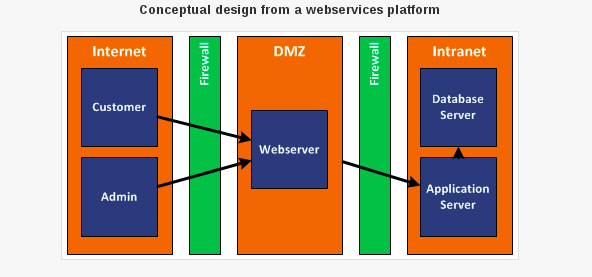 Conceptual design from a webservices platform
Internet
Firewall
DMZ
Firewall
Intranet
Customer
Admin
Webserver
Database
Server
Application
Server